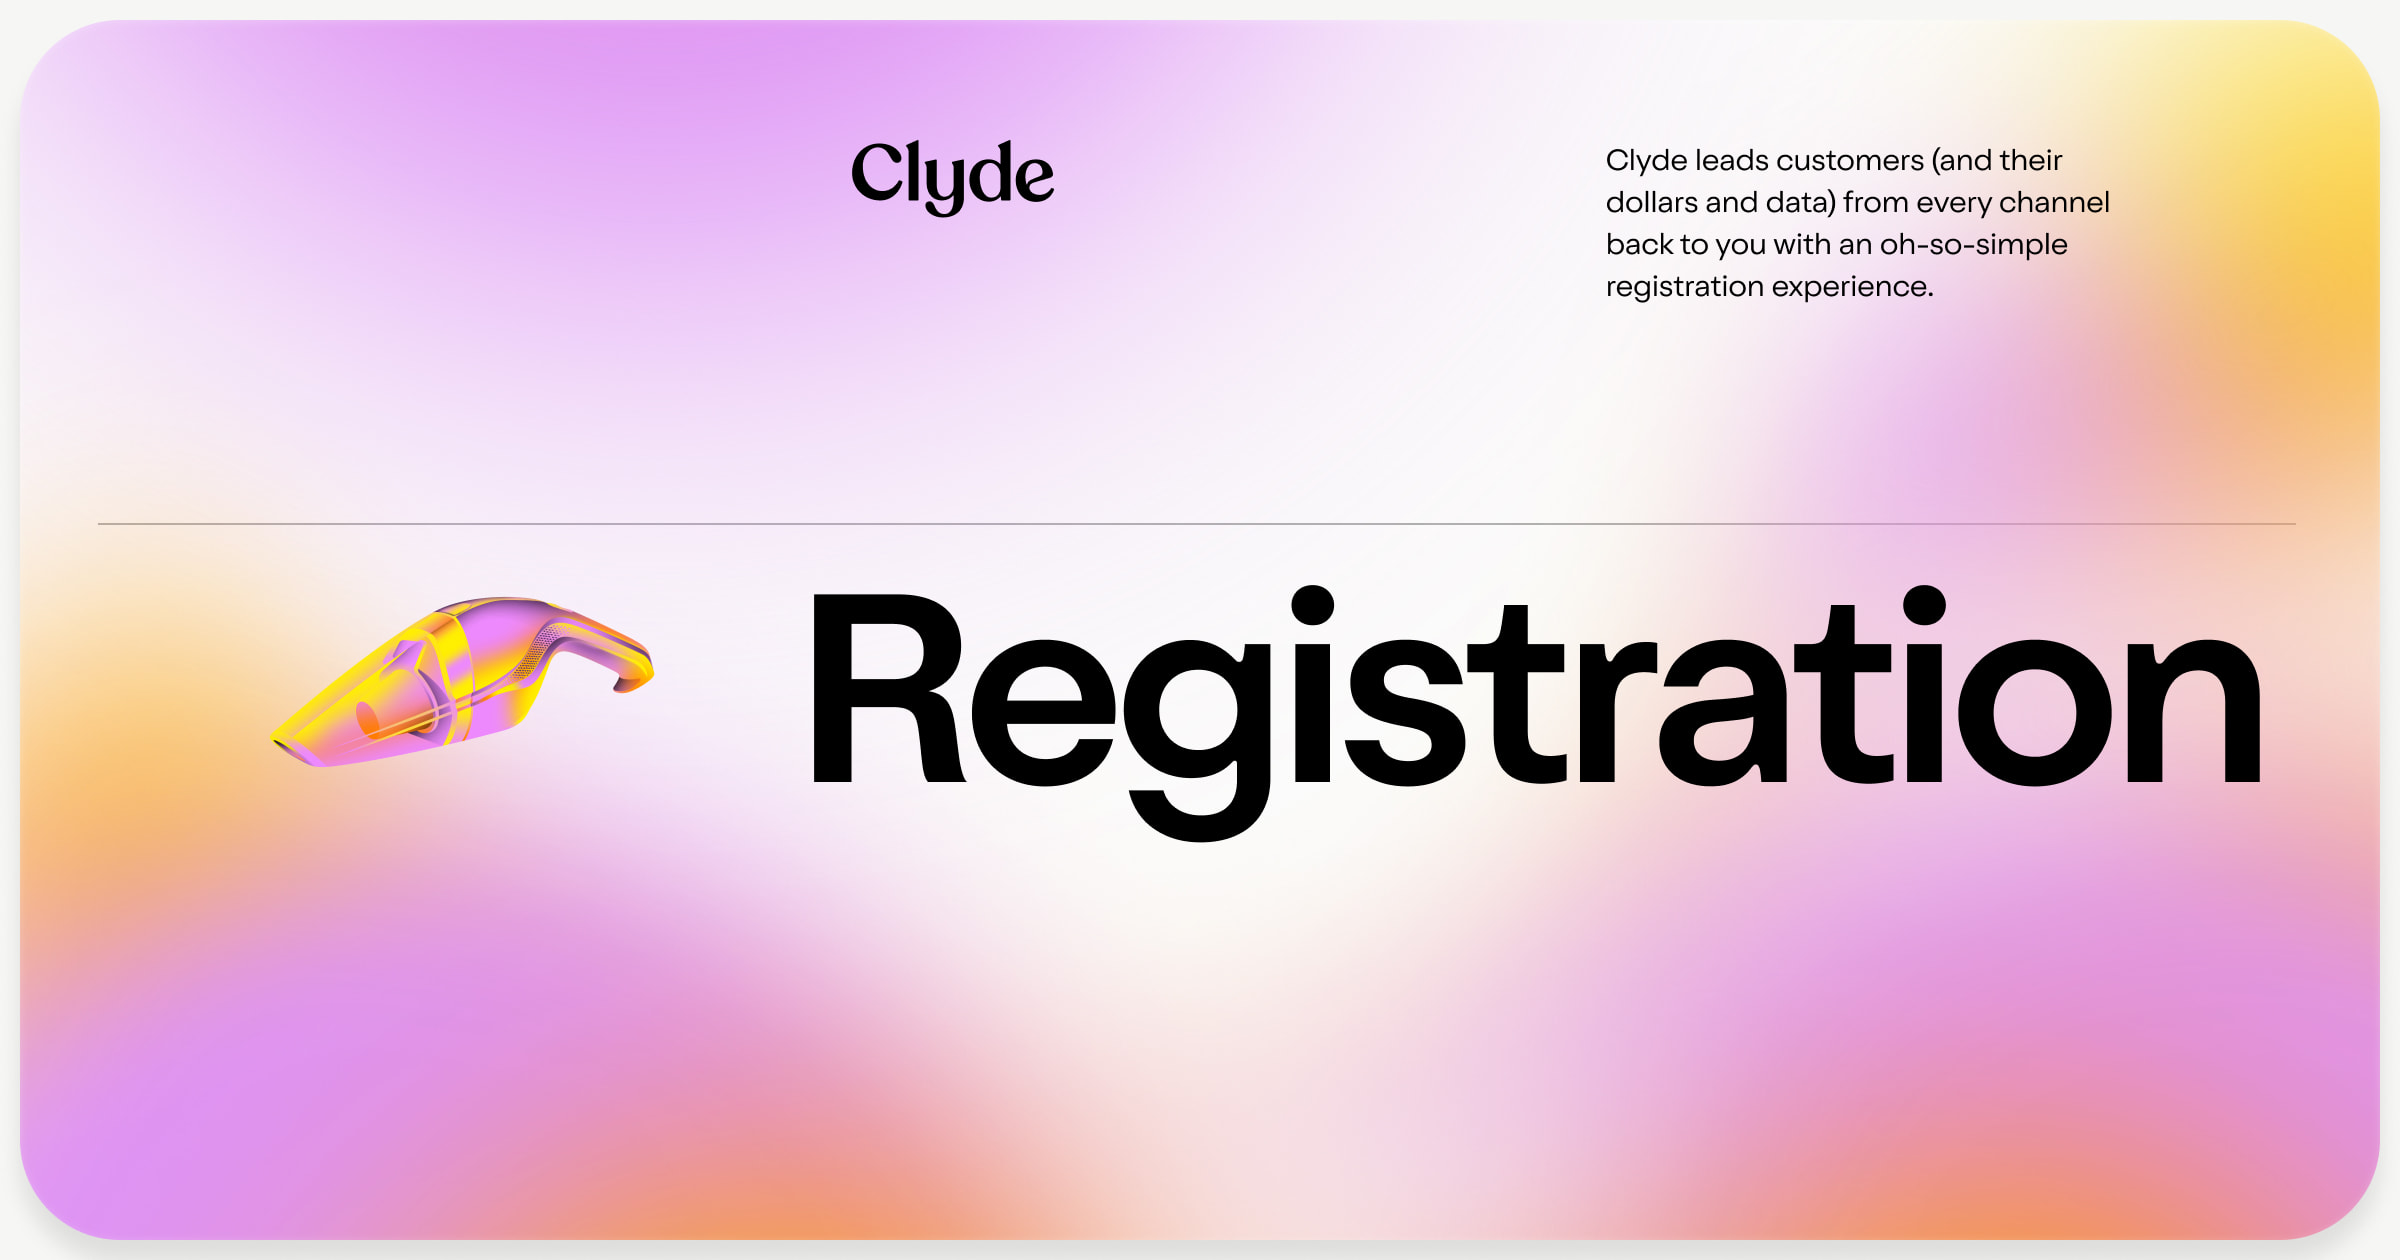 Clyde
Clyde leads customers (and their
dollars and data) from every channel
back to you with an oh-so-simple
registration experience.
Registration